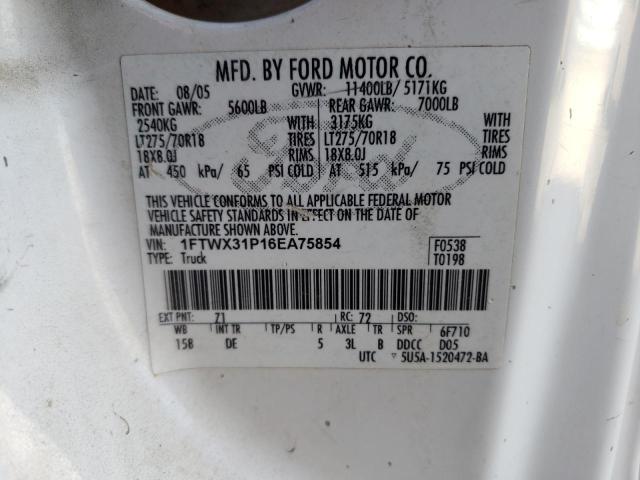 MFD. BY FORD MOTOR CO.
DATE: 08/05 GVWR: 11400LB/ 5171KG
FRONT GAWR: 5600LB REAR GAWR: 7000LB
2540KG WITH 3175KG WITH
LT275/70R18 TIRES LT275/70R18 TIRES
18X8.0J RIMS 18X8.0J RIMS
AT 450 kPa/ 65 PSI COLD AT 515 kPa/ 75 PSI COLD
THIS VEHICLE CONFORMS TO ALL APPLICABLE FEDERAL MOTOR
VEHICLE SAFETY STANDARDS IN EFFECT ON THE DATE OF
MANUFACTURE SHOWN ABOVE.
VIN: 1FTWX31P16EA75854 F0538
TYPE: Truck T0198
Ford
EXT PNT: Z1 RC: 72 DSO:
WB INT TR TP/PS R AXLE TR SPR 6F710
158 DE 5 3L B DDCC D05
UTC 5U5A-1520472-BA